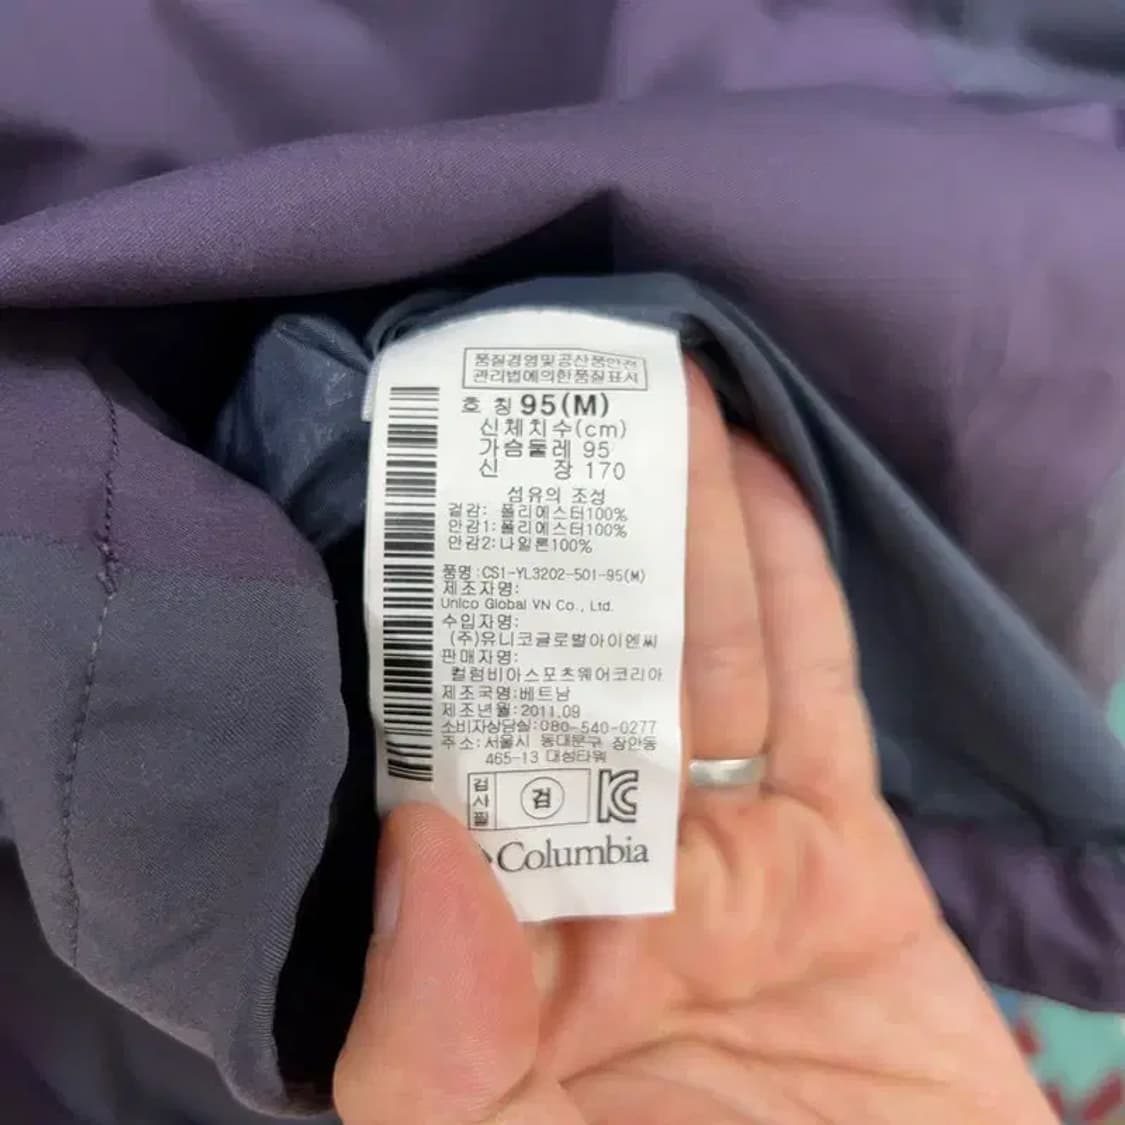 품질경영및공산품안전
관리법에의한품질표시
호 칭 95(M)
신체치수(cm)
가슴둘레 95
신 장 170
섬유의 조성
겉감: 폴리에스터100%
안감1:폴리에스터100%
안감2:나일론100%
품명:CS1-YL3202-501-95(M)
제조자명:
Unico Global VN Co., Ltd.
수입자명:
(주)유니코글로벌아이엔씨
판매자명:
컬럼비아스포츠웨어코리아
제조국명:베트남
제조년월:2011.09
소비자상담실:080-540-0277
주소:서울시 동대문구 장안동
465-13 대성타워
검사필
검
Columbia